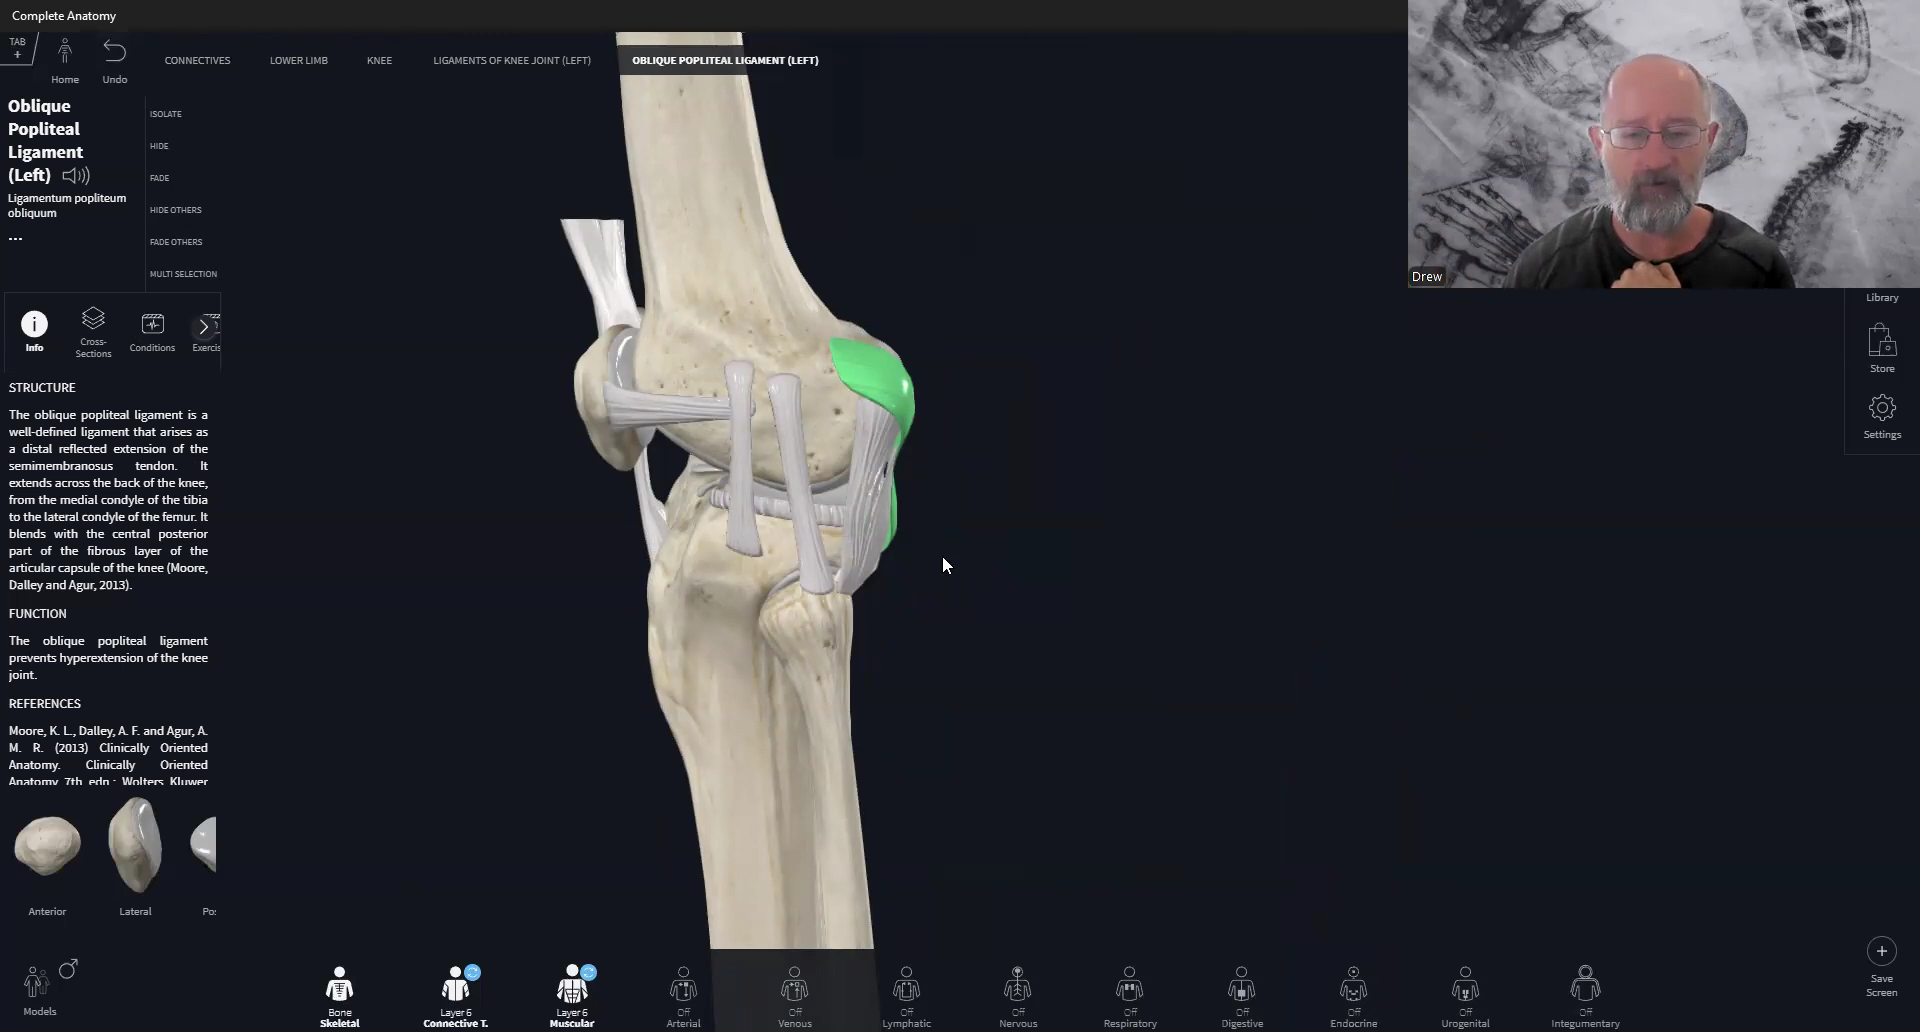 Complete Anatomy
TAB
+
Home
Undo
CONNECTIVES
LOWER LIMB
KNEE
LIGAMENTS OF KNEE JOINT (LEFT)
OBLIQUE POPLITEAL LIGAMENT (LEFT)
Oblique
Popliteal
Ligament
(Left)
Ligamentum popliteum
obliquum
...
ISOLATE
HIDE
FADE
HIDE OTHERS
FADE OTHERS
MULTI SELECTION
Info
Cross-
Sections
Conditions
Exercis
STRUCTURE
The oblique popliteal ligament is a
well-defined ligament that arises as
a distal reflected extension of the
semimembranosus tendon. It
extends across the back of the knee,
from the medial condyle of the tibia
to the lateral condyle of the femur. It
blends with the central posterior
part of the fibrous layer of the
articular capsule of the knee (Moore,
Dalley and Agur, 2013).
FUNCTION
The oblique popliteal ligament
prevents hyperextension of the knee
joint.
REFERENCES
Moore, K. L., Dalley, A. F. and Agur, A.
M. R. (2013) Clinically Oriented
Anatomy. Clinically Oriented
Anatomy 7th edn.: Wolters Kluwer
Anterior
Lateral
Pos
Models
Bone
Skeletal
Layer 6
Connective T.
Layer 6
Muscular
Off
Arterial
Off
Venous
Off
Lymphatic
Off
Nervous
Off
Respiratory
Off
Digestive
Off
Endocrine
Off
Urogenital
Off
Integumentary
Drew
Library
Store
Settings
Save
Screen